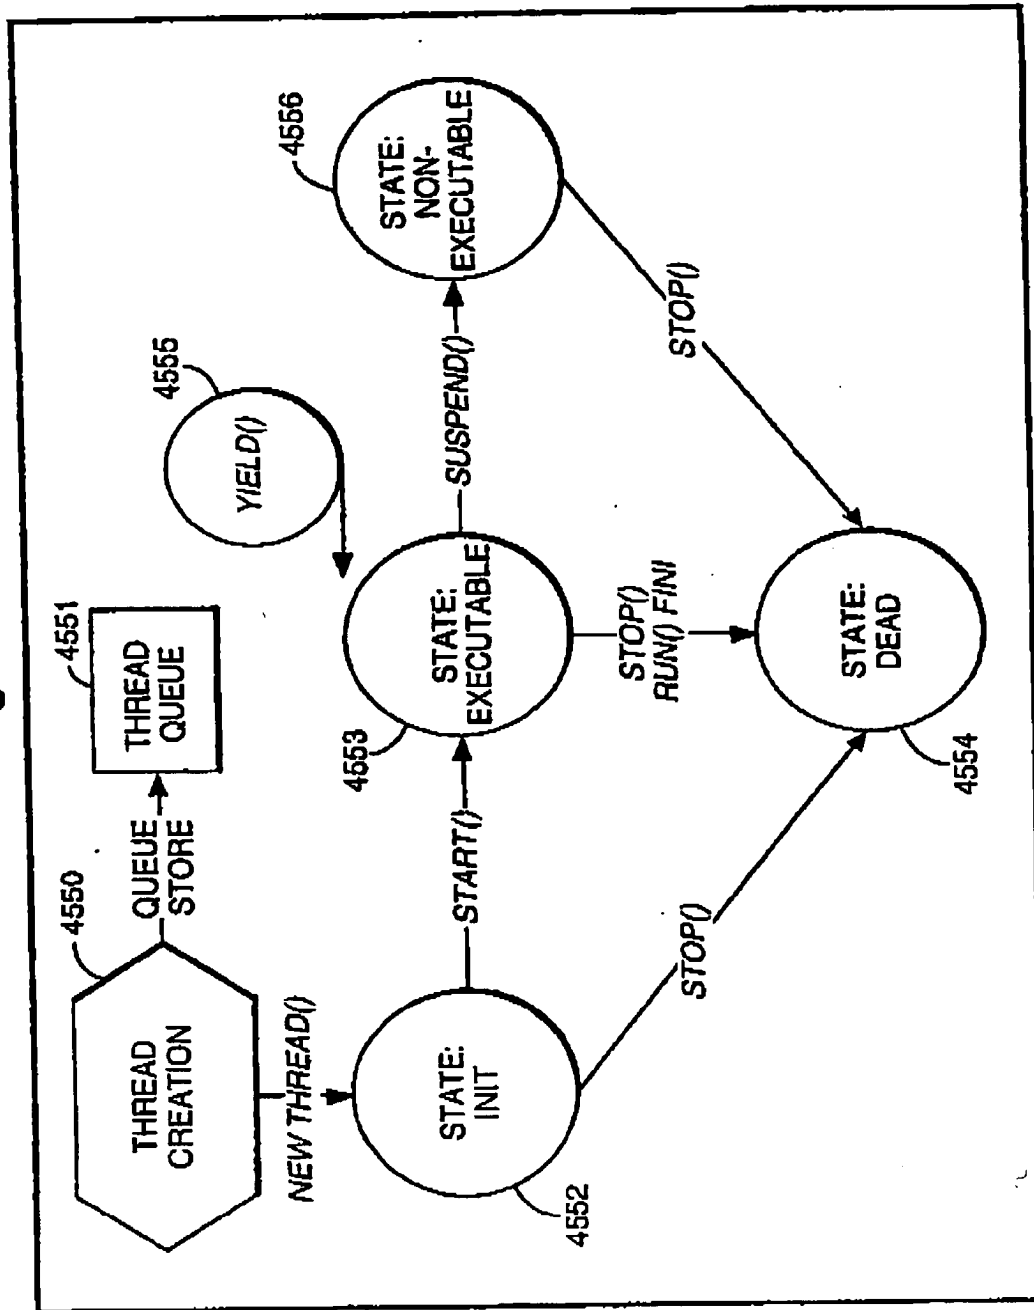 4550
THREAD
CREATION
QUEUE
STORE
4551
THREAD
QUEUE
NEW THREAD()
4555
YIELD()
4556
STATE:
INIT
4552
START()
4553
STATE:
EXECUTABLE
SUSPEND()
STATE:
NON-
EXECUTABLE
STOP()
STOP()
RUN() FINI
STOP()
STATE:
DEAD
4554